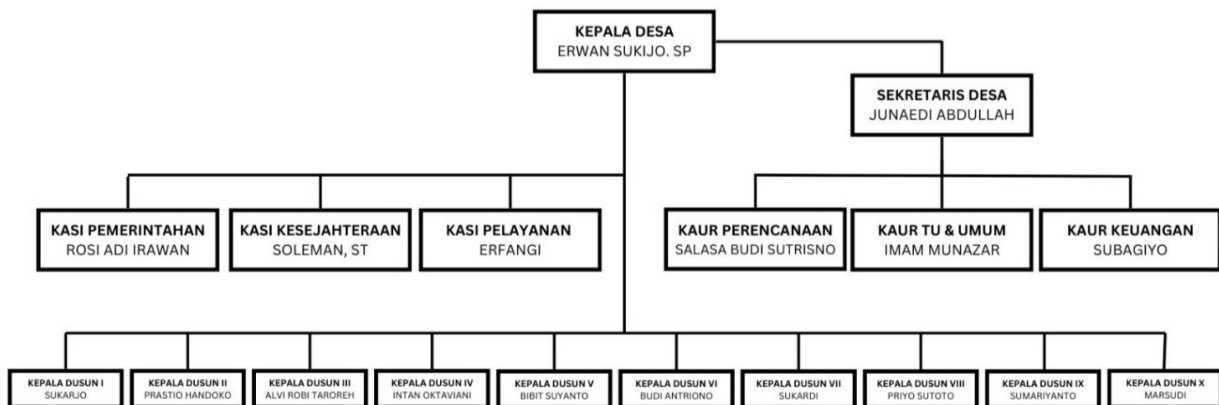 KEPALA DESA
ERWAN SUKIJO. SP
SEKRETARIS DESA
JUNAEDI ABDULLAH
KASI PEMERINTAHAN
ROSI ADI IRAWAN
KASI KESEJAHTERAAN
SOLEMAN, ST
KASI PELAYANAN
ERFANGI
KAUR PERENCANAAN
SALASA BUDI SUTRISNO
KAUR TU & UMUM
IMAM MUNAZAR
KAUR KEUANGAN
SUBAGIYO
KEPALA DUSUN I
SUKARJO
KEPALA DUSUN II
PRASTIO HANDOKO
KEPALA DUSUN III
ALVI ROBI TAROREH
KEPALA DUSUN IV
INTAN OKTAVIANI
KEPALA DUSUN V
BIBIT SUYANTO
KEPALA DUSUN VI
BUDI ANTRIONO
KEPALA DUSUN VII
SUKARDI
KEPALA DUSUN VIII
PRIYO SUTOTO
KEPALA DUSUN IX
SUMARIYANTO
KEPALA DUSUN X
MARSUDI